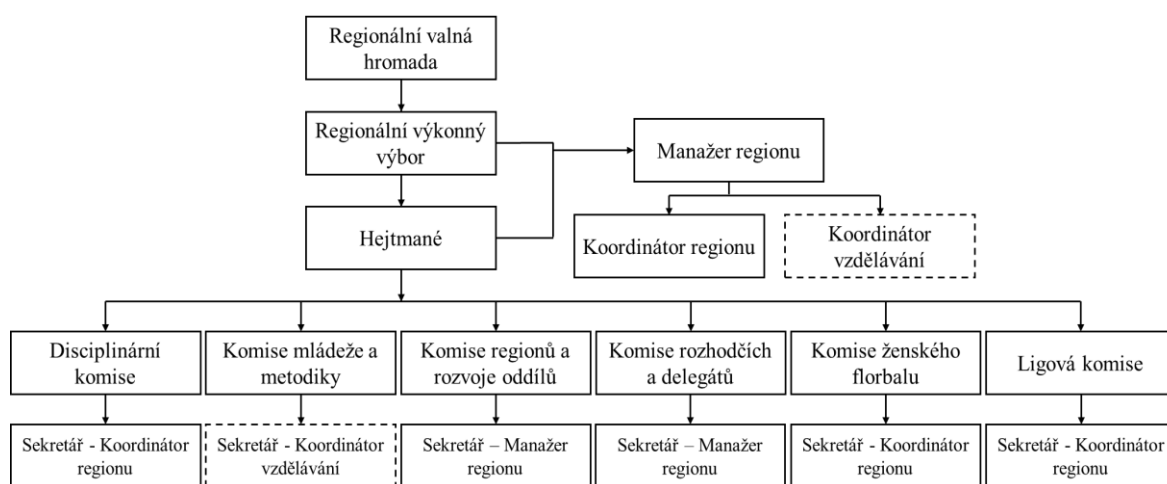 Regionální valná
hromada
Regionální výkonný
výbor
Manažer regionu
Hejtmané
Koordinátor regionu
Koordinátor
vzdělávání
Disciplinární
komise
Komise mládeže a
metodiky
Komise regionů a
rozvoje oddílů
Komise rozhodčích
a delegátů
Komise ženského
florbalu
Ligová komise
Sekretář - Koordinátor
regionu
Sekretář - Koordinátor
vzdělávání
Sekretář – Manažer
regionu
Sekretář – Manažer
regionu
Sekretář - Koordinátor
regionu
Sekretář - Koordinátor
regionu